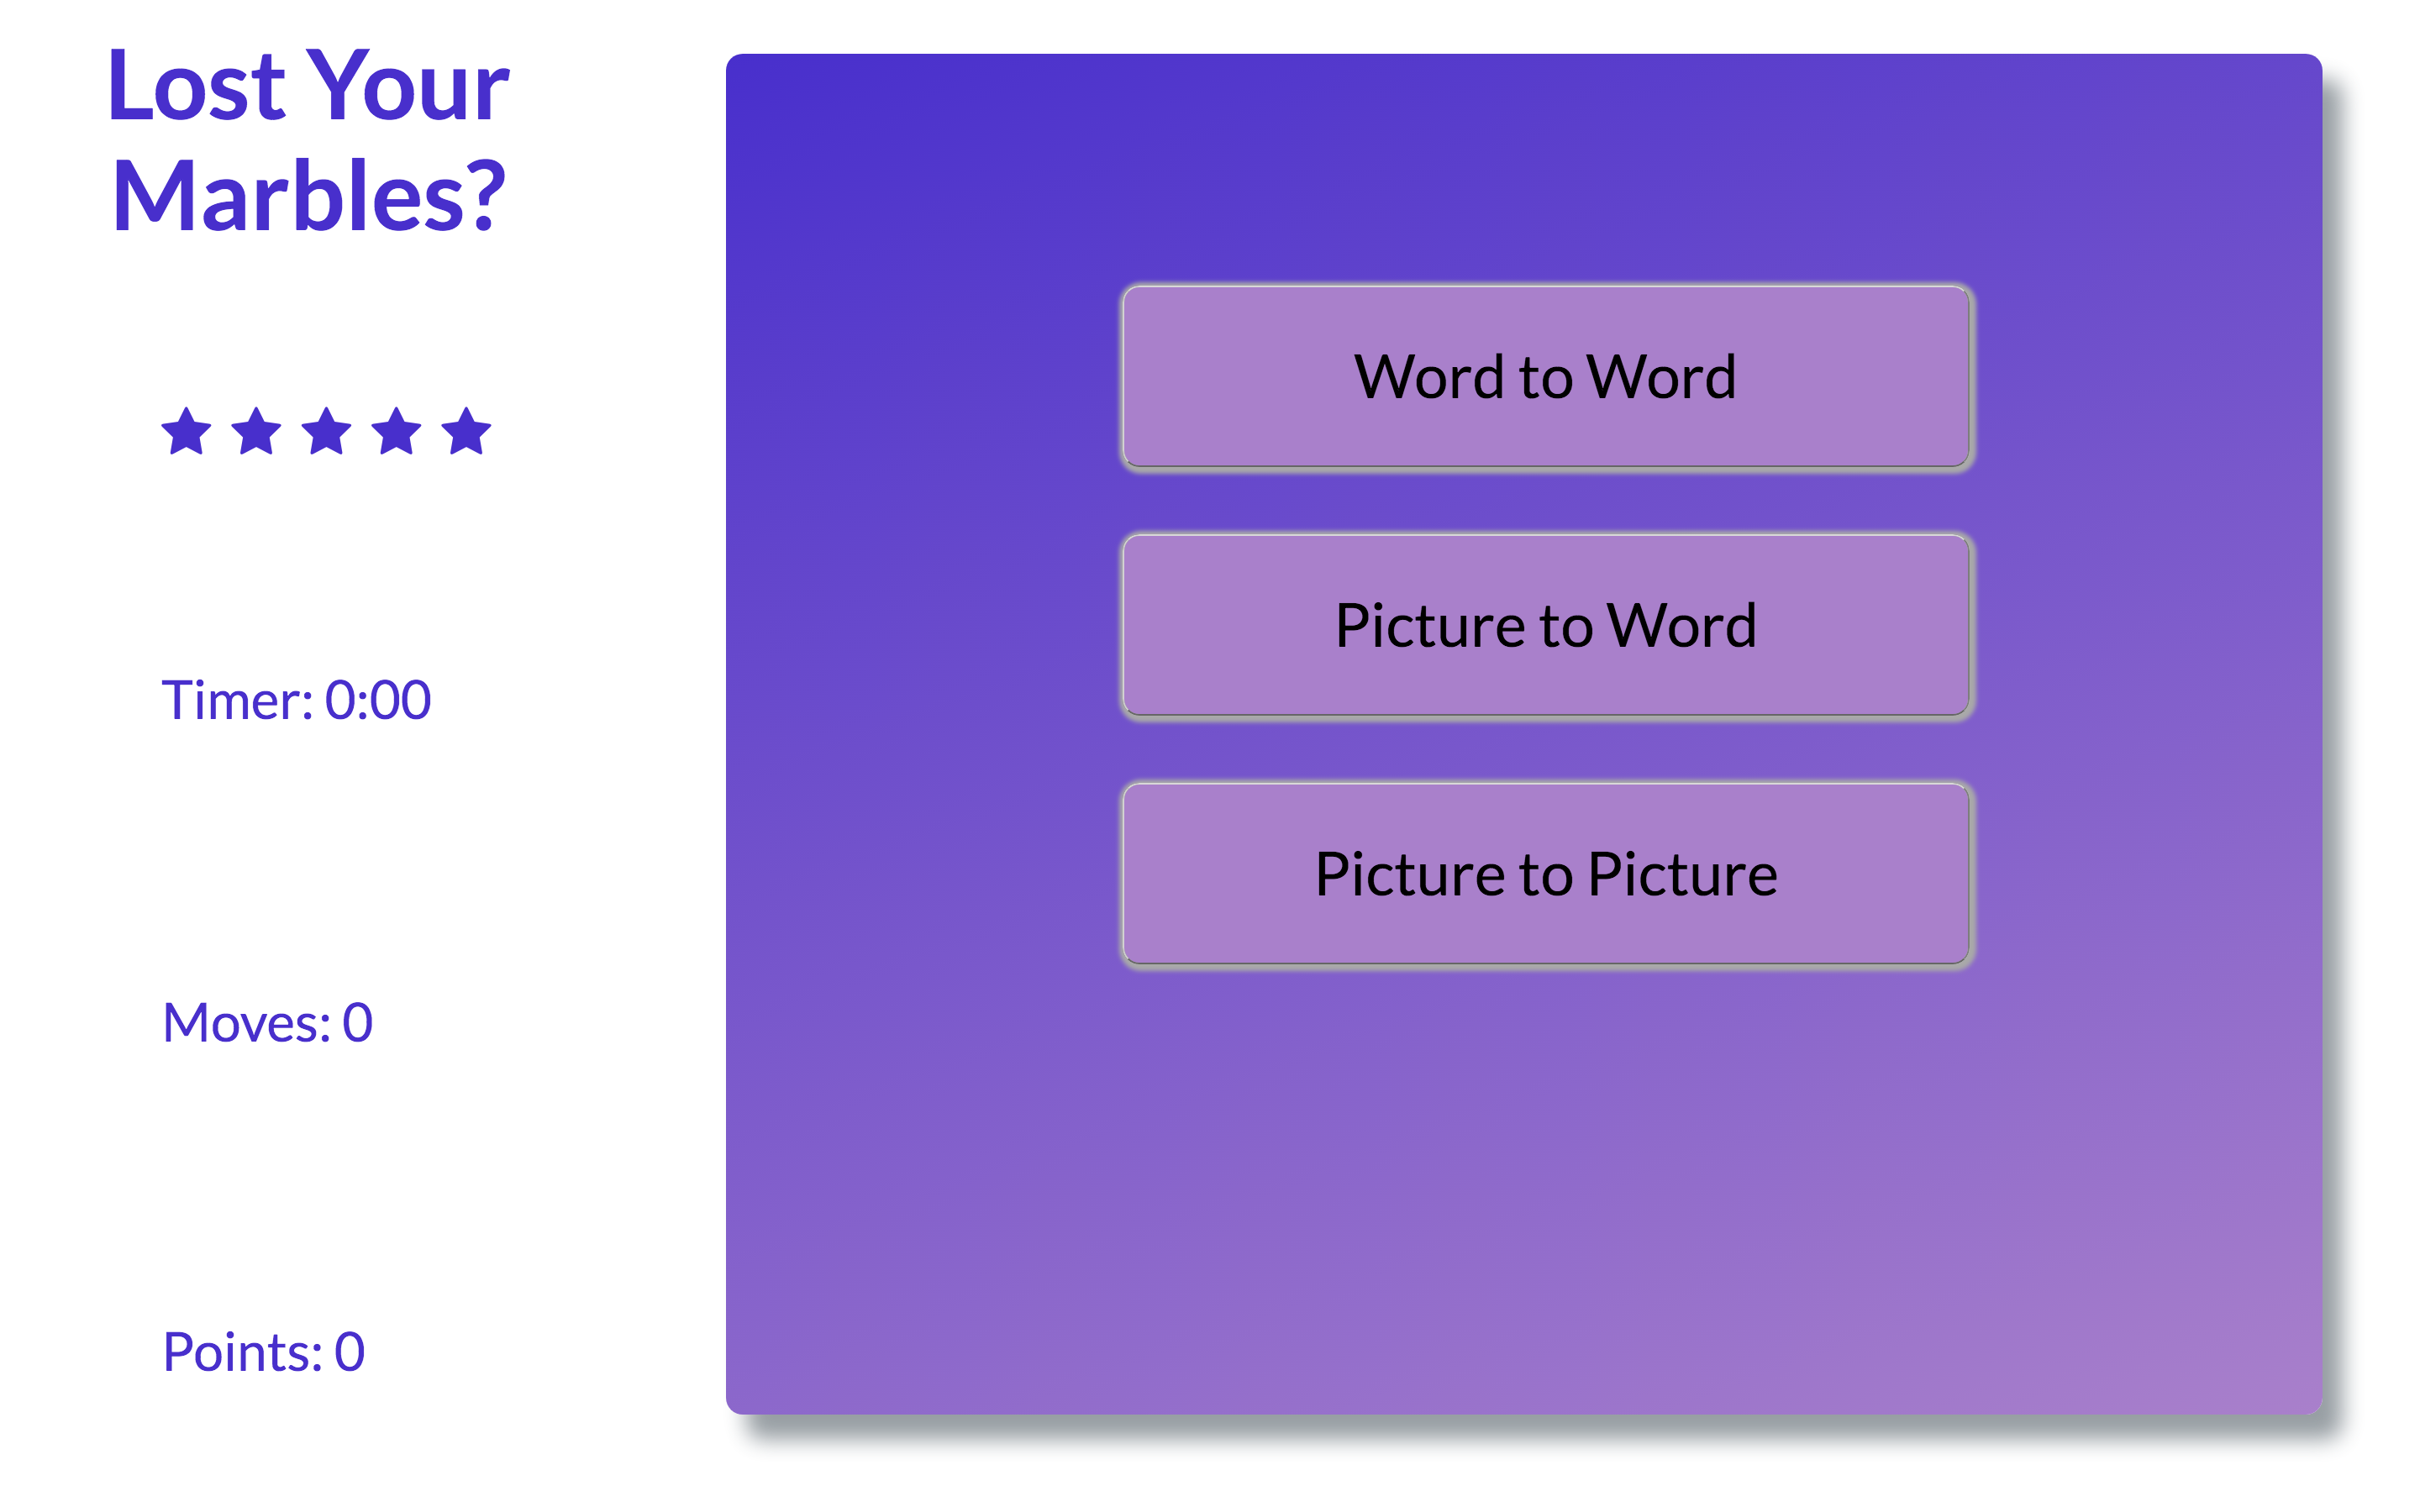 Lost Your
Marbles?
Timer: 0:00
Moves: 0
Points: 0
Word to Word
Picture to Word
Picture to Picture